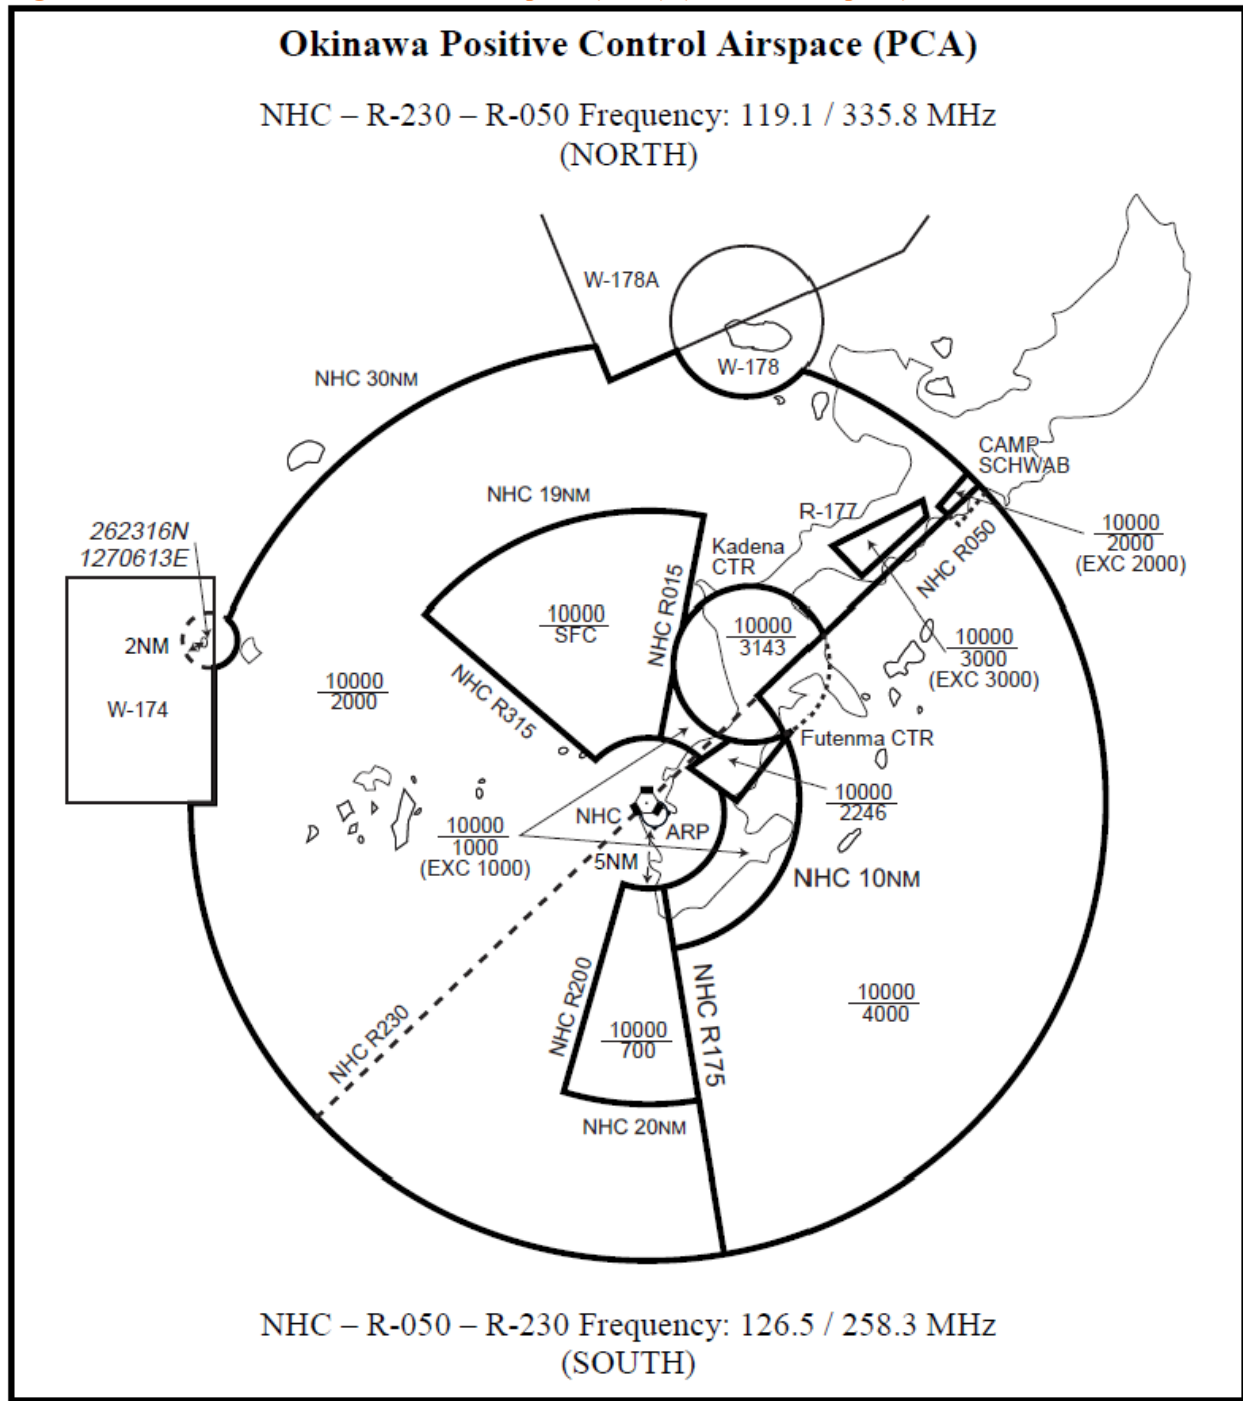 Okinawa Positive Control Airspace (PCA)
NHC – R-230 – R-050 Frequency: 119.1 / 335.8 MHz
(NORTH)
W-178A
W-178
NHC 30NM
CAMP
SCHWAB
NHC 19NM
R-177
10000
2000
(EXC 2000)
262316N
1270613E
Kadena
CTR
NHC R050
10000
SFC
NHC R015
10000
3143
10000
3000
(EXC 3000)
2NM
10000
2000
W-174
NHC R315
Futenma CTR
10000
2246
NHC
ARP
10000
1000
(EXC 1000)
5NM
NHC 10NM
NHC R200
NHC R175
10000
4000
NHC R230
10000
700
NHC 20NM
NHC – R-050 – R-230 Frequency: 126.5 / 258.3 MHz
(SOUTH)